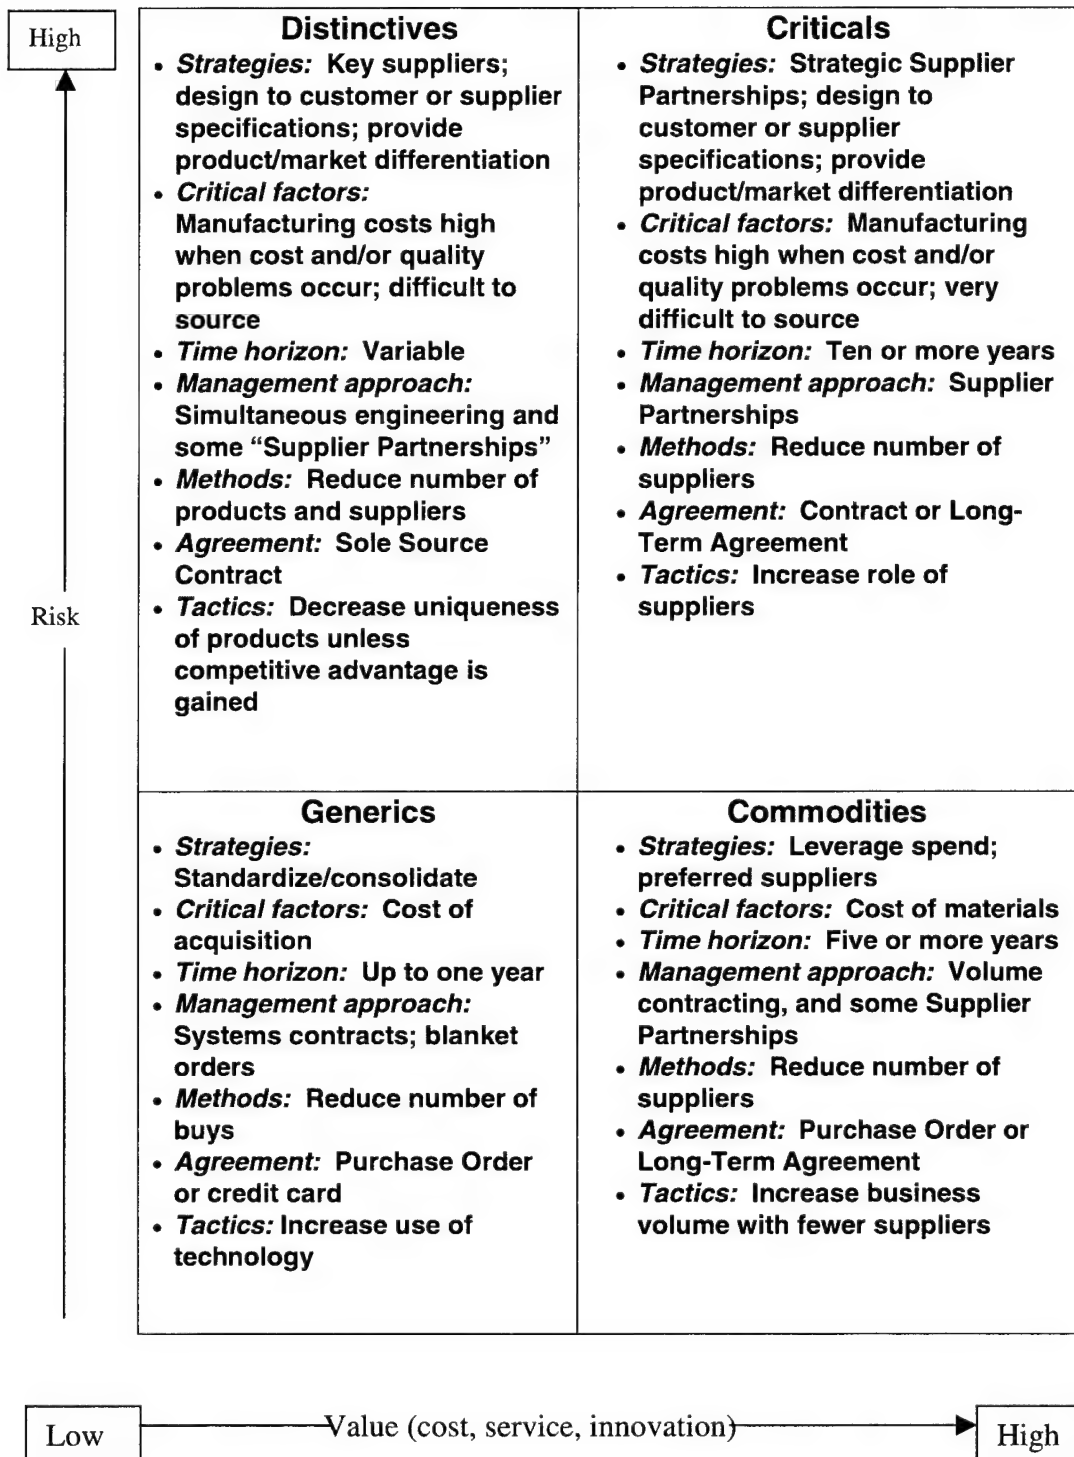 High
Distinctives
• Strategies: Key suppliers;
design to customer or supplier
specifications; provide
product/market differentiation
• Critical factors:
Manufacturing costs high
when cost and/or quality
problems occur; difficult to
source
• Time horizon: Variable
• Management approach:
Simultaneous engineering and
some “Supplier Partnerships”
• Methods: Reduce number of
products and suppliers
• Agreement: Sole Source
Contract
• Tactics: Decrease uniqueness
of products unless
competitive advantage is
gained
Criticals
• Strategies: Strategic Supplier
Partnerships; design to
customer or supplier
specifications; provide
product/market differentiation
• Critical factors: Manufacturing
costs high when cost and/or
quality problems occur; very
difficult to source
• Time horizon: Ten or more years
• Management approach: Supplier
Partnerships
• Methods: Reduce number of
suppliers
• Agreement: Contract or Long-
Term Agreement
• Tactics: Increase role of
suppliers
Risk
Generics
• Strategies:
Standardize/consolidate
• Critical factors: Cost of
acquisition
• Time horizon: Up to one year
• Management approach:
Systems contracts; blanket
orders
• Methods: Reduce number of
buys
• Agreement: Purchase Order
or credit card
• Tactics: Increase use of
technology
Commodities
• Strategies: Leverage spend;
preferred suppliers
• Critical factors: Cost of materials
• Time horizon: Five or more years
• Management approach: Volume
contracting, and some Supplier
Partnerships
• Methods: Reduce number of
suppliers
• Agreement: Purchase Order or
Long-Term Agreement
• Tactics: Increase business
volume with fewer suppliers
Low
Value (cost, service, innovation)
High